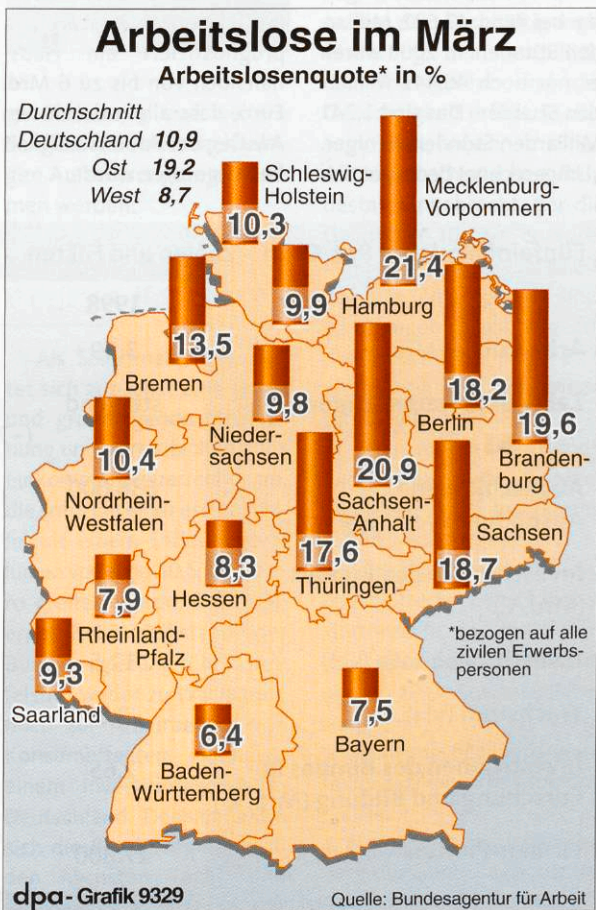 Arbeitslose im März
Arbeitslosenquote* in %
Durchschnitt
Deutschland 10,9
Ost 19,2
West 8,7
Schleswig-
Holstein
10,3
Mecklenburg-
Vorpommern
21,4
9,9
Hamburg
13,5
Bremen
9,8
Nieder-
sachsen
18,2
Berlin
19,6
Branden-
burg
10,4
Nordrhein-
Westfalen
20,9
Sachsen-
Anhalt
17,6
Thüringen
Sachsen
18,7
8,3
Hessen
7,9
Rheinland-
Pfalz
9,3
Saarland
*bezogen auf alle
zivilen Erwerbs-
personen
7,5
Bayern
6,4
Baden-
Württemberg
dpa-Grafik 9329
Quelle: Bundesagentur für Arbeit